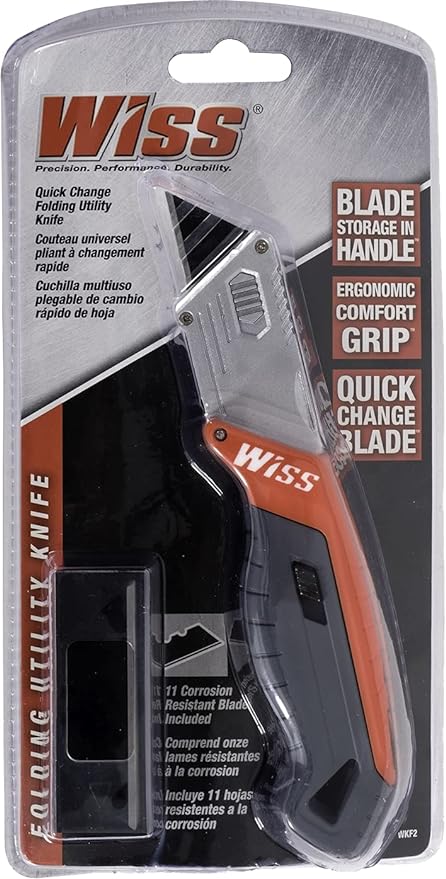 Wiss®
Precision. Performance. Durability.
Quick Change
Folding Utility
Knife
Couteau universel
pliant à changement
rapide
Cuchilla multiuso
plegable de cambio
rápido de hoja
BLADE
STORAGE IN
HANDLE™
ERGONOMIC
COMFORT
GRIP™
QUICK
CHANGE
BLADE
Wiss
FOLDING UTILITY KNIFE
11 Corrosion
Resistant Blades
Included
Comprend onze
lames résistantes
à la corrosion
Incluye 11 hojas
resistentes a la
corrosión
WKF2